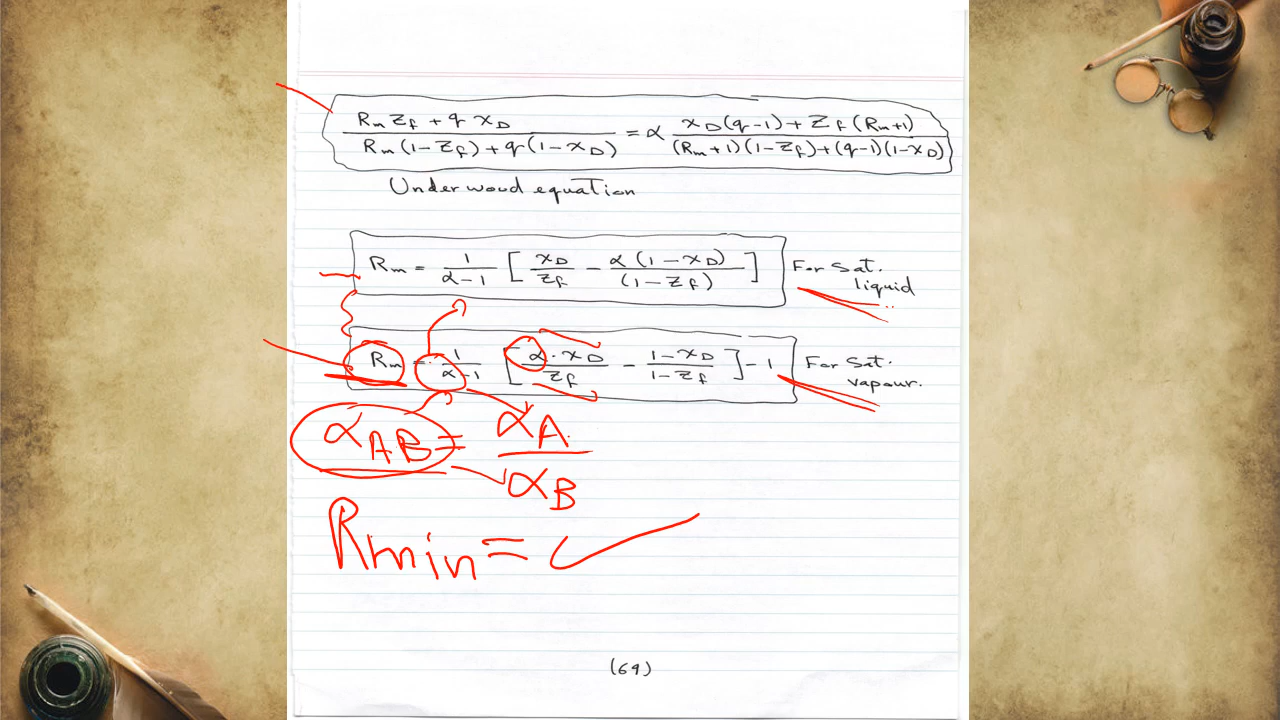 Rm Zf + q xD / Rm (1-Zf) + q (1-xD) = α xD (q-1) + Zf (Rm+1) / (Rm+1)(1-Zf)+(q-1)(1-xD)
Underwood equation
Rm = 1 / α-1 [ xD / Zf - α (1-xD) / (1-Zf) ] For Sat. liquid
Rm = 1 / α-1 [ α . xD / Zf - 1-xD / 1-Zf ] - 1 For Sat. vapour.
αAB = αA / αB
Rmin =
(64)